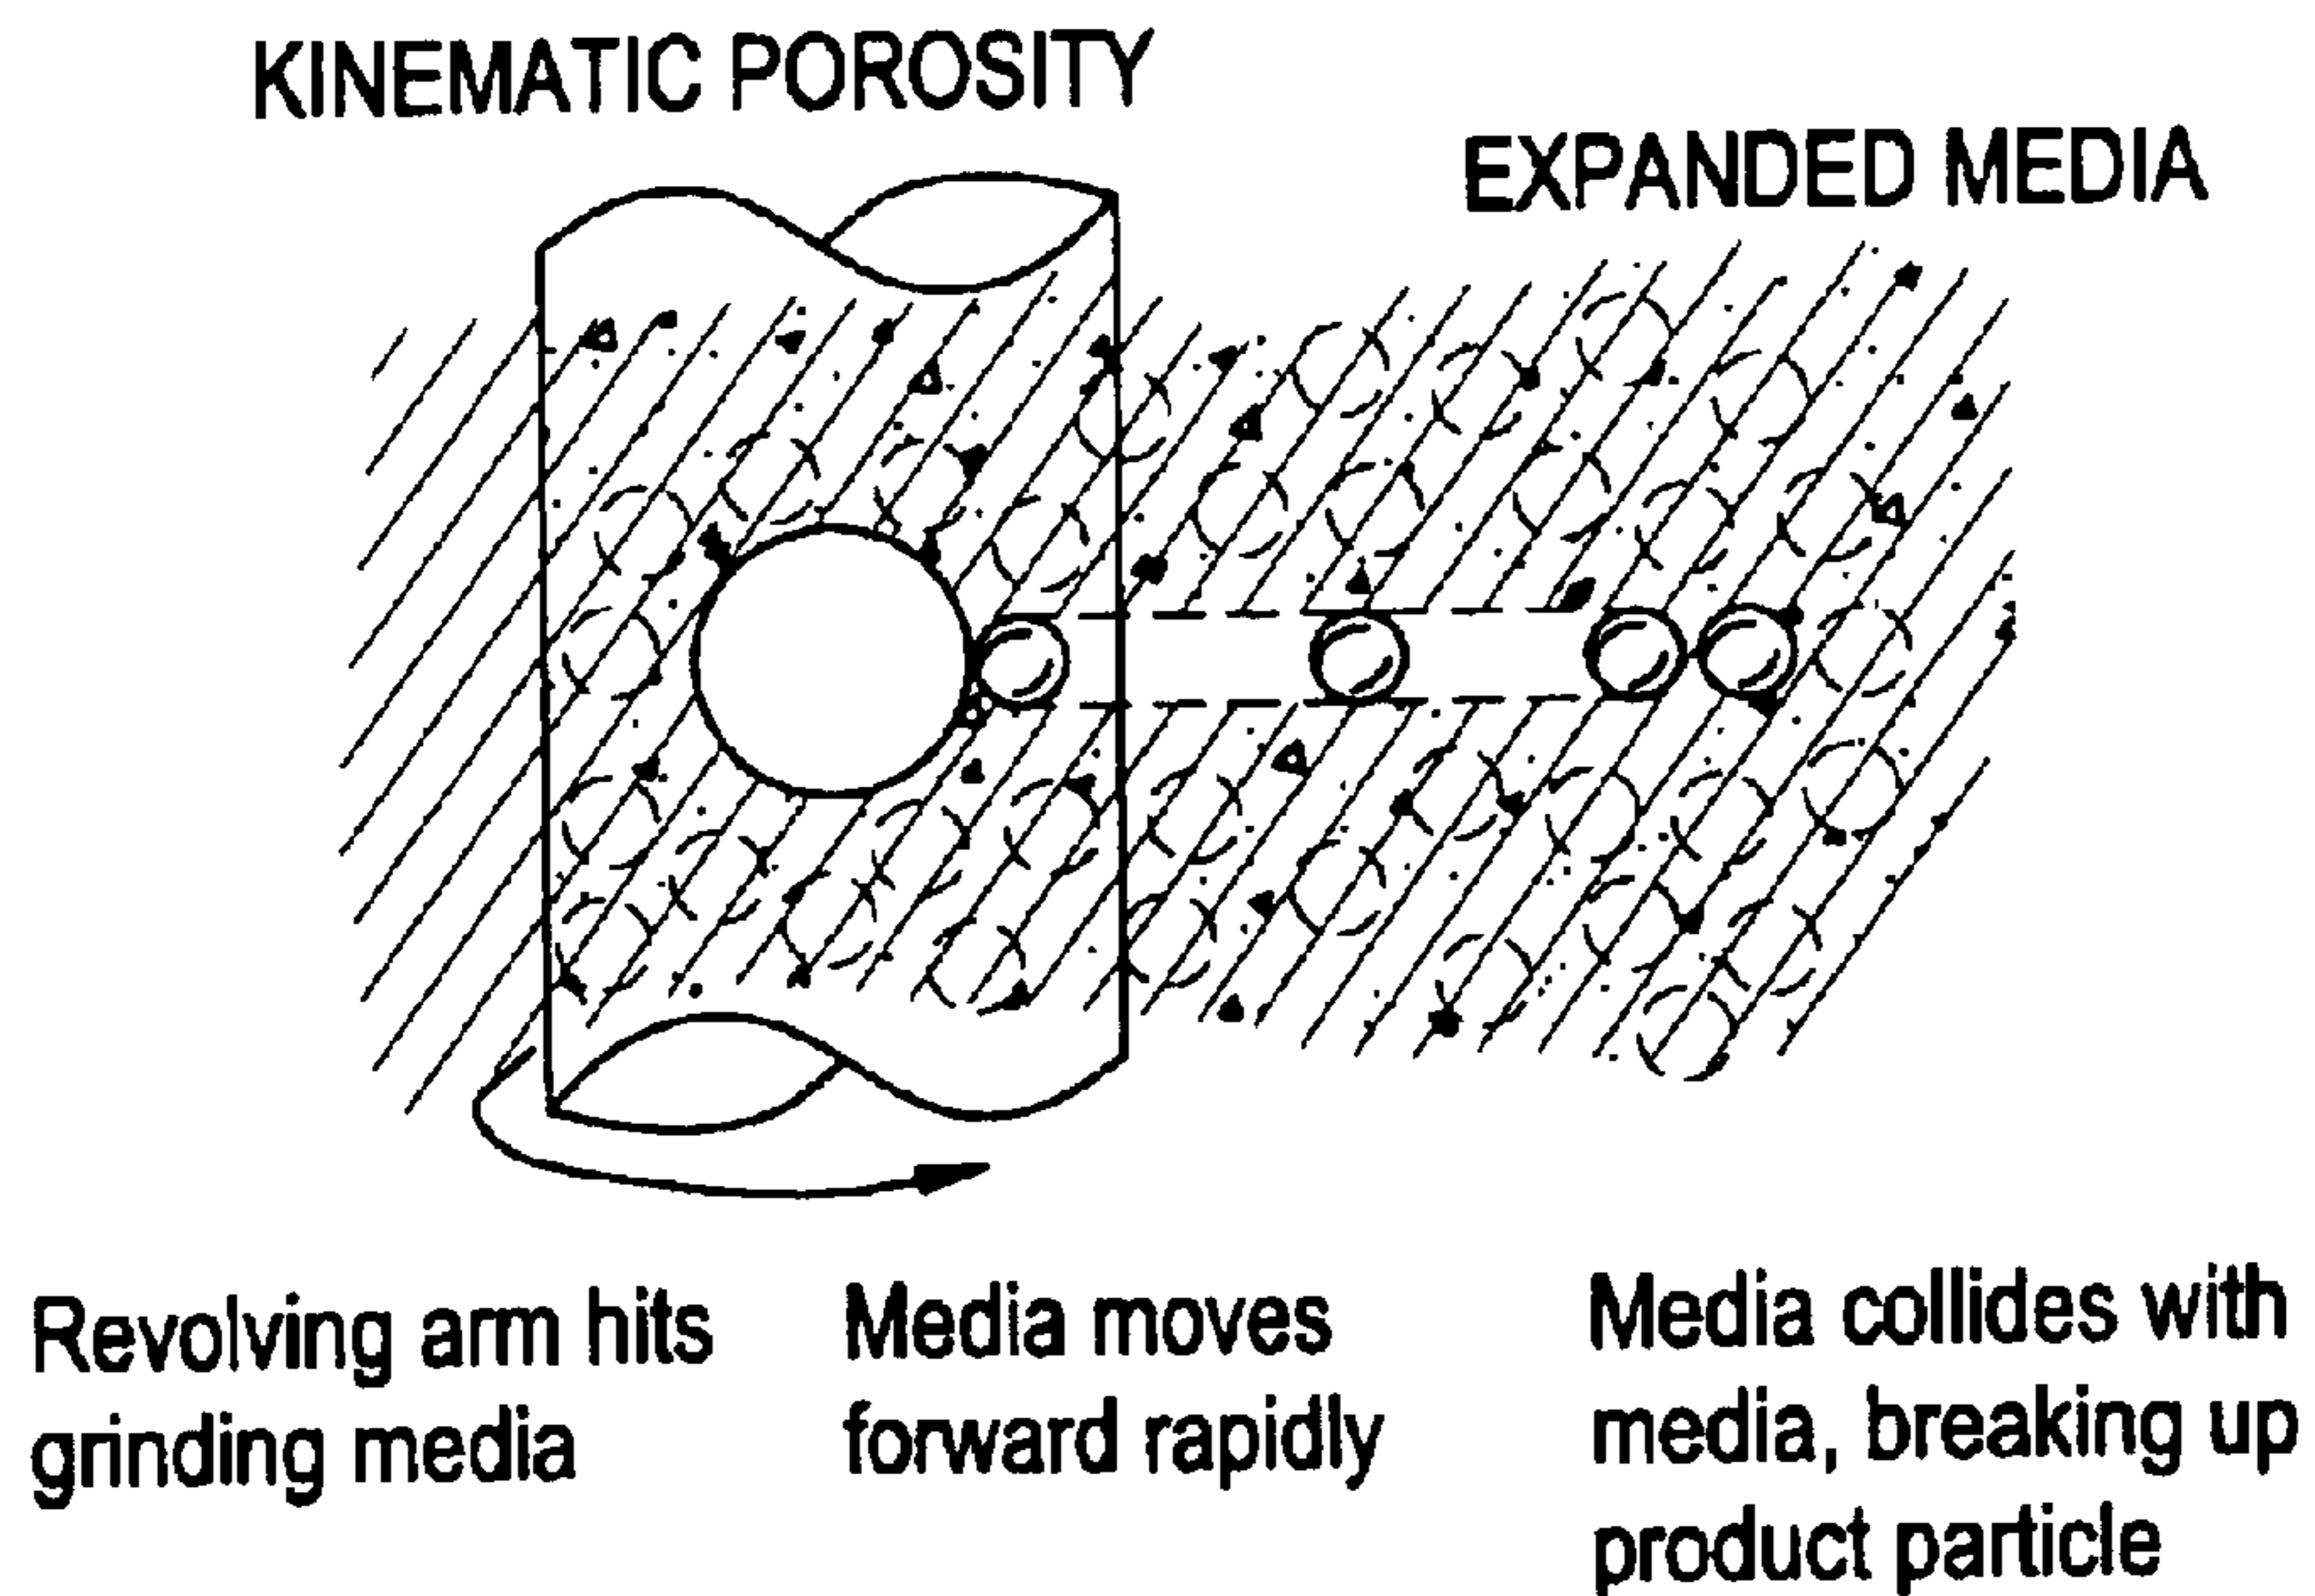 KINEMATIC POROSITY
EXPANDED MEDIA
Revolving arm hits
grinding media
Media moves
forward rapidly
Media collides with
media, breaking up
product particle